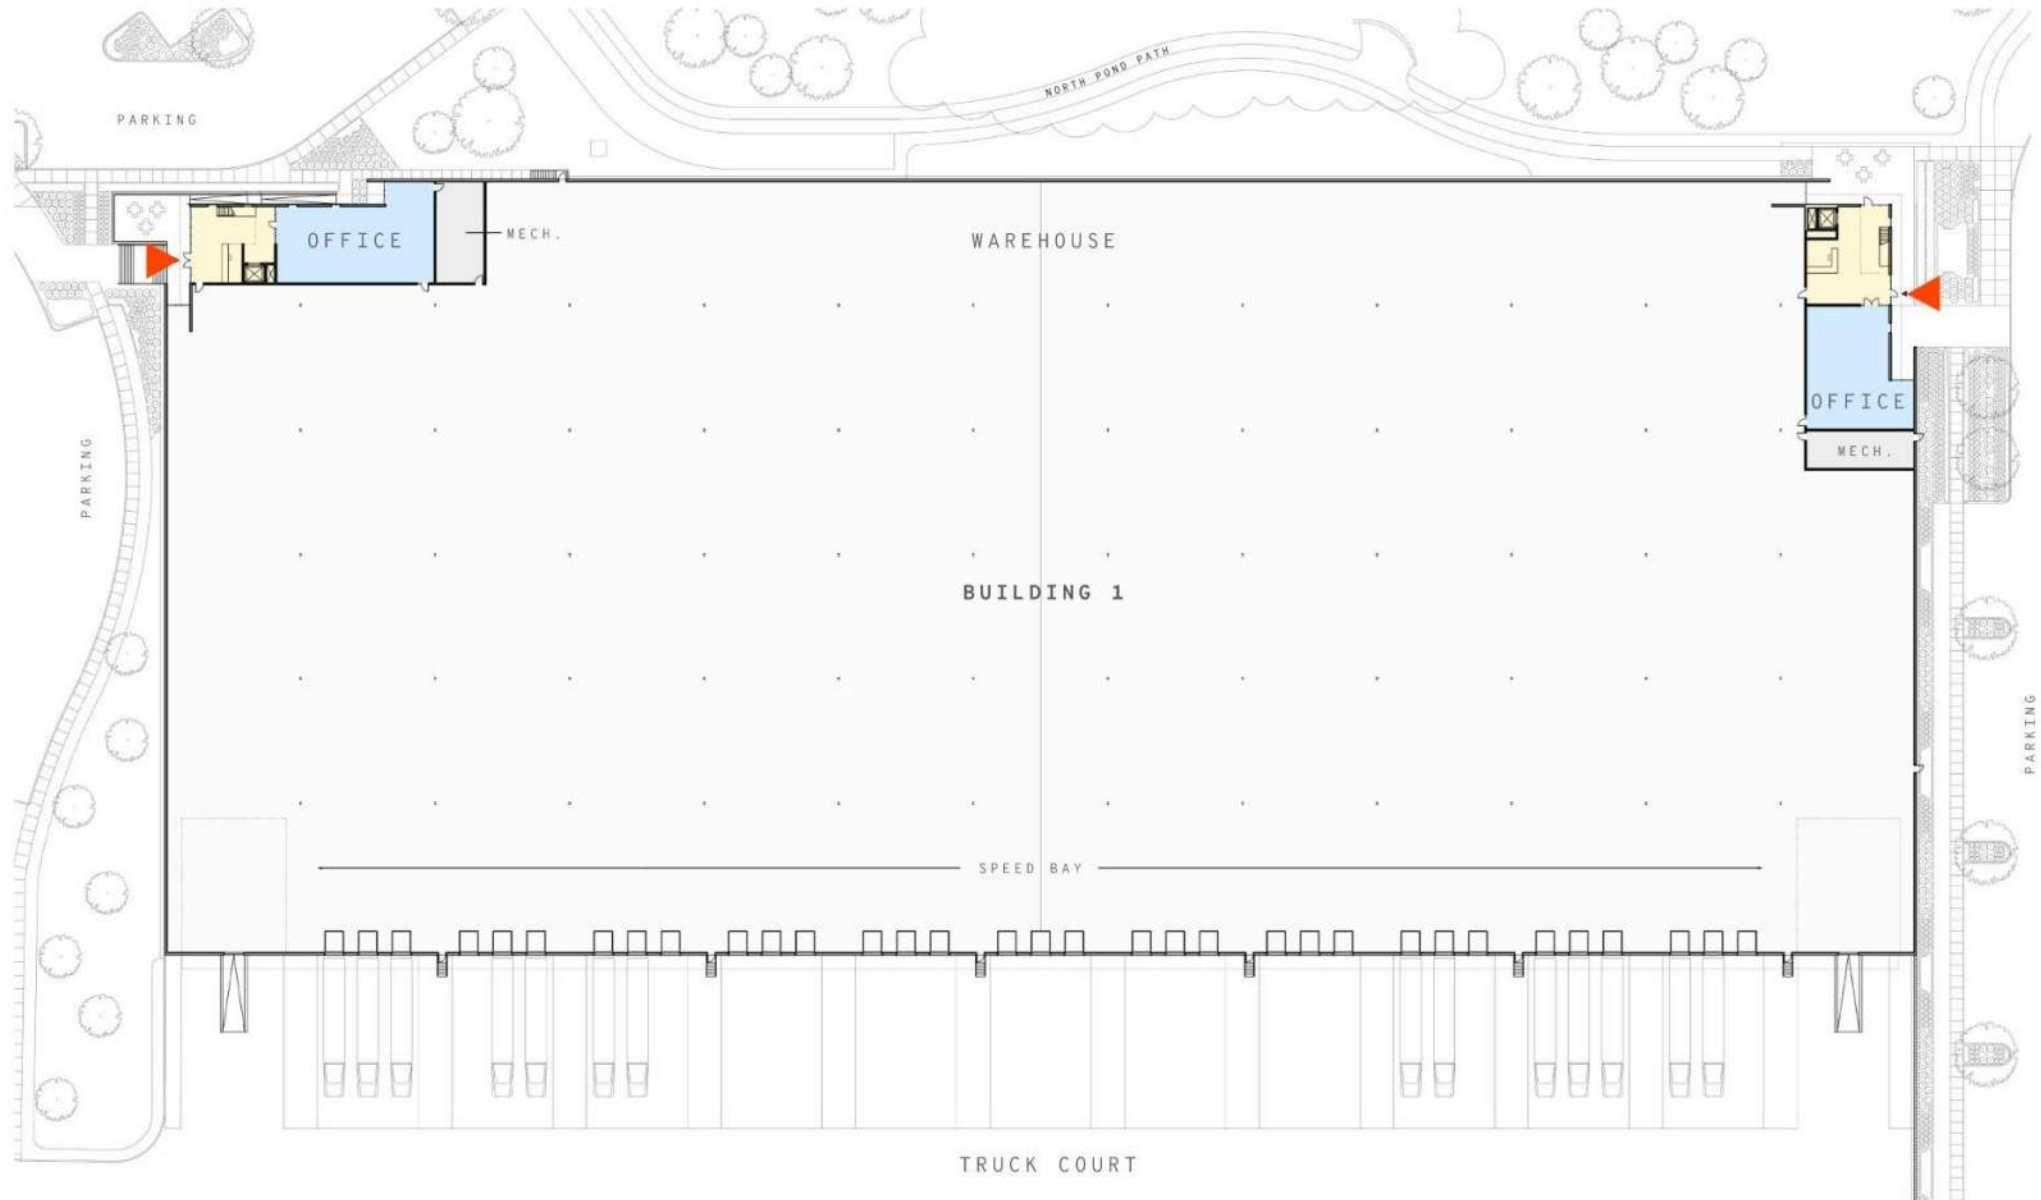 NORTH POND PATH
PARKING
OFFICE
MECH.
WAREHOUSE
OFFICE
MECH.
PARKING
BUILDING 1
PARKING
SPEED BAY
TRUCK COURT